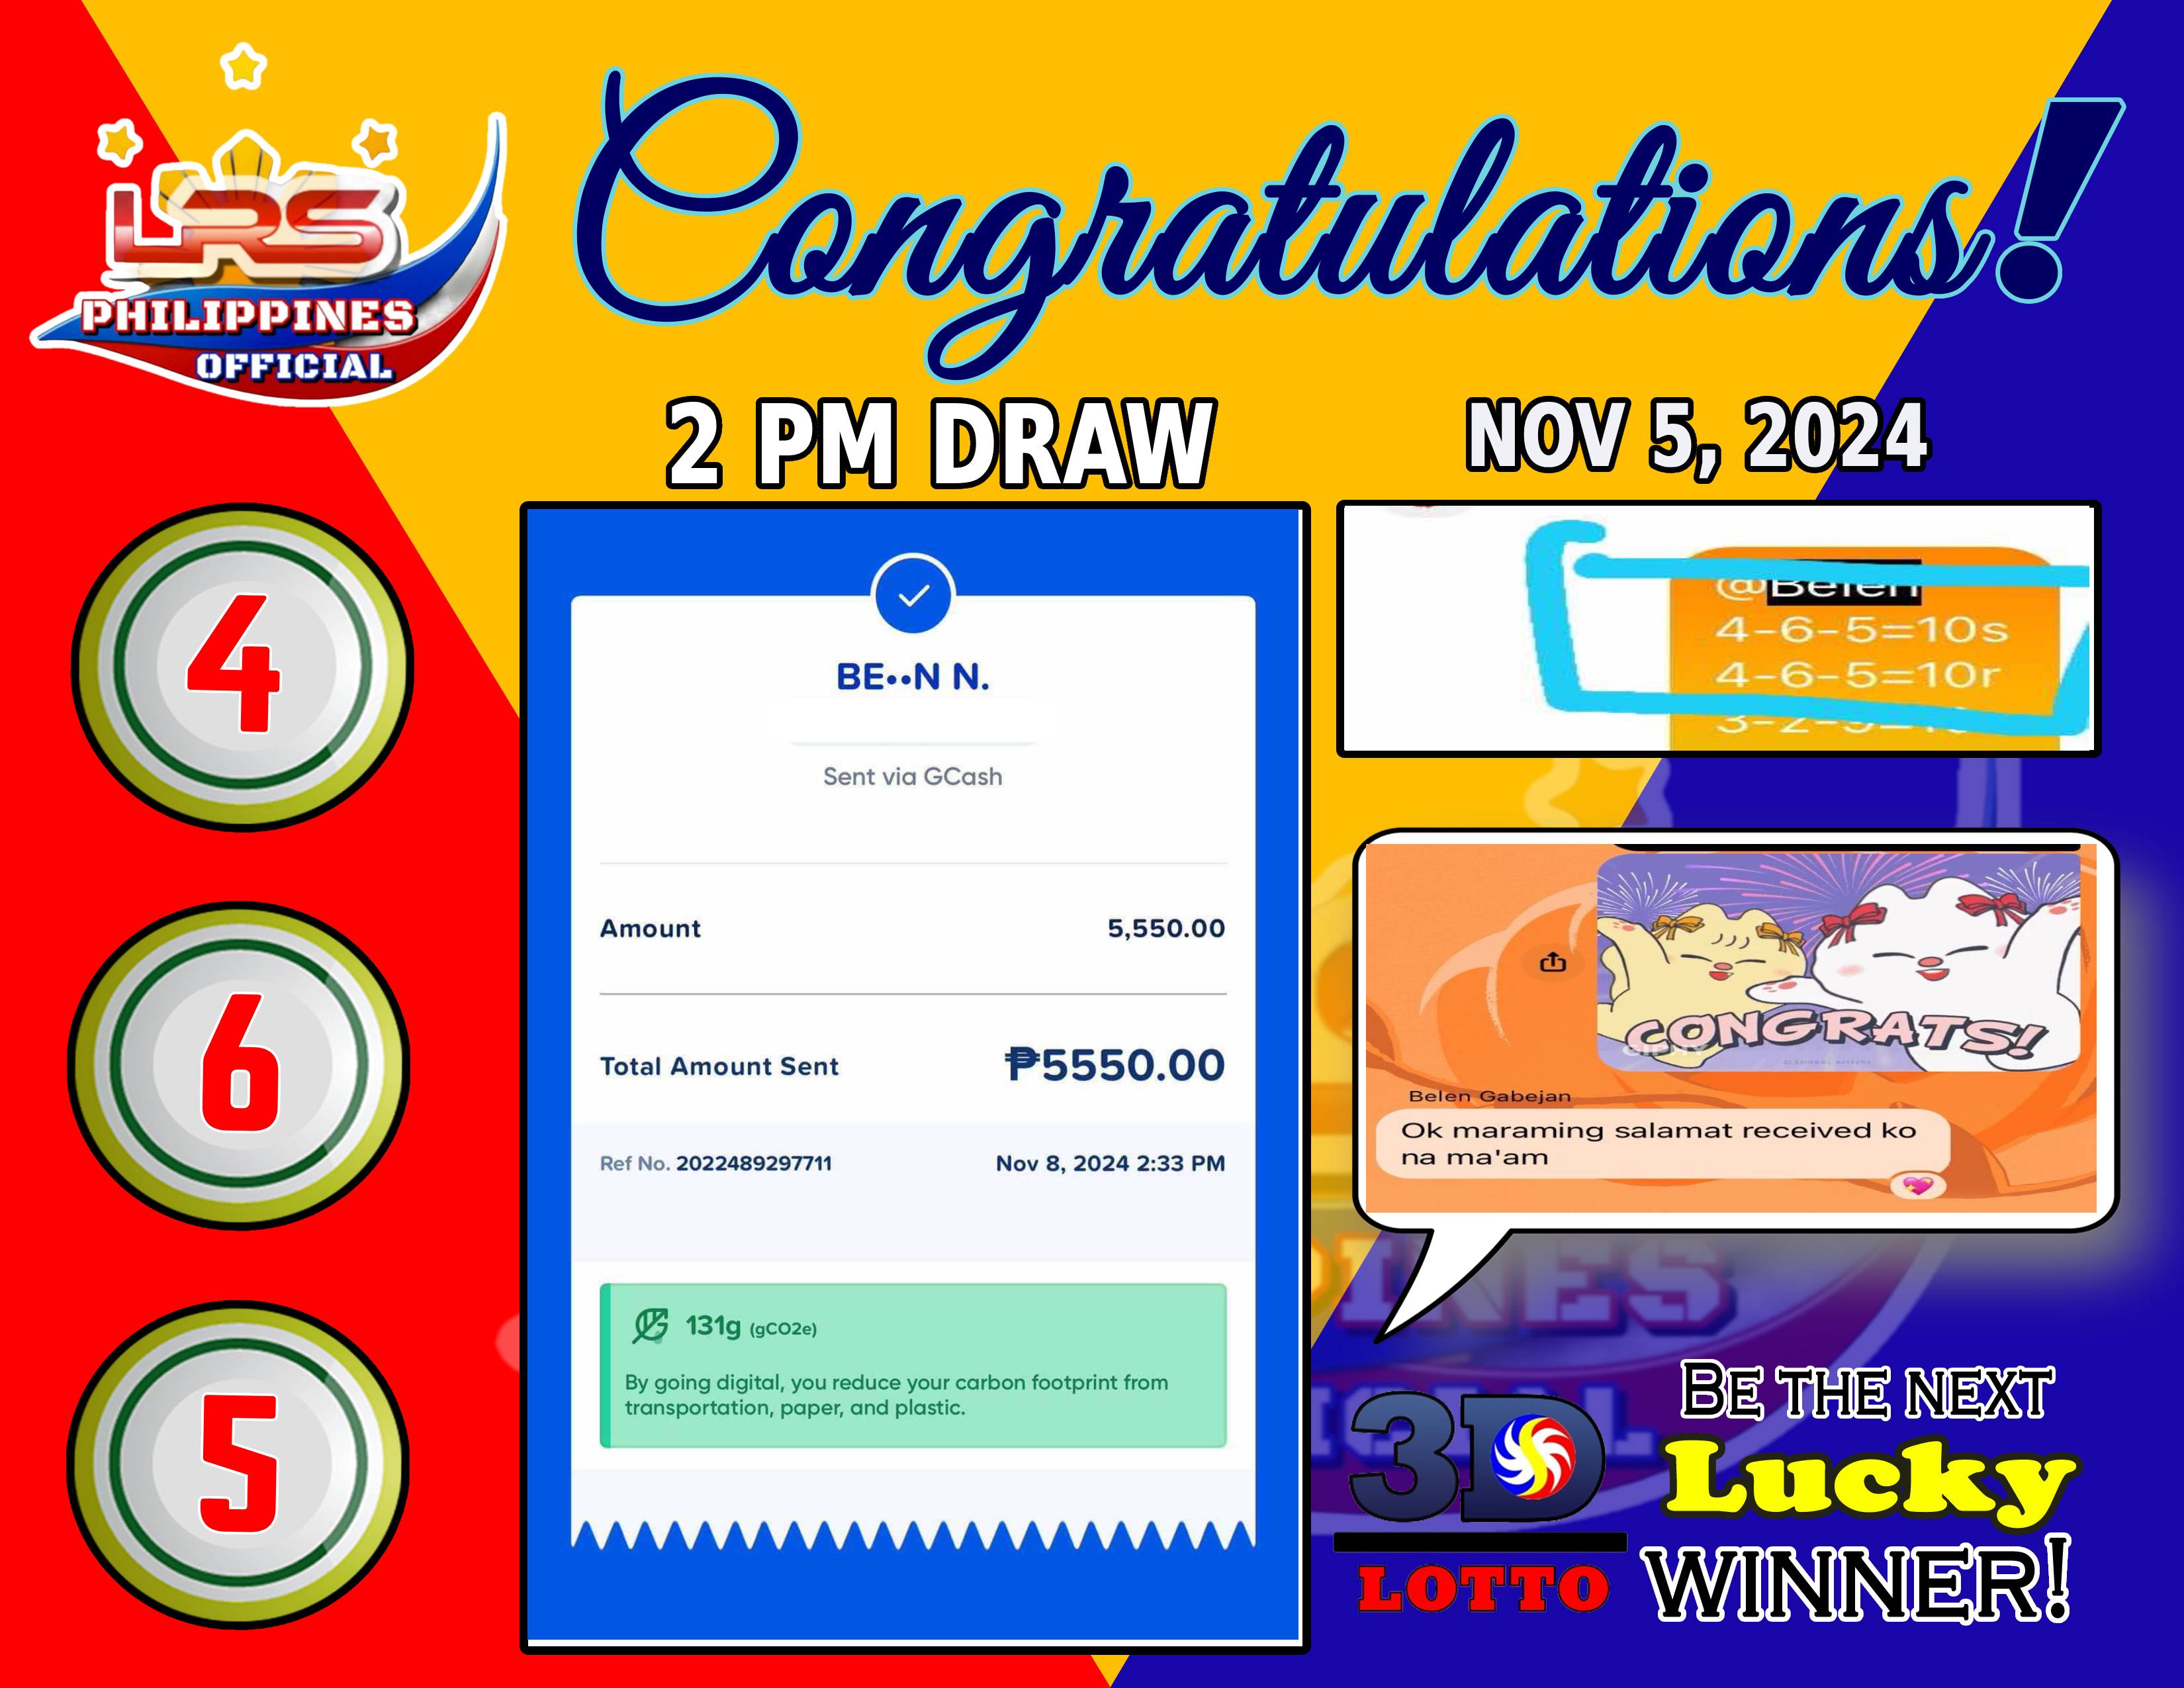 LRS
PHILIPPINES
OFFICIAL
Congratulations!
2 PM DRAW
NOV 5, 2024
4
6
5
BE••N N.
Sent via GCash
Amount 5,550.00
Total Amount Sent ₱5550.00
Ref No. 2022489297711 Nov 8, 2024 2:33 PM
131g (gCO2e)
By going digital, you reduce your carbon footprint from
transportation, paper, and plastic.
@Belen
4-6-5=10s
4-6-5=10r
CONGRATS!
GIPHY
Belen Gabejan
Ok maraming salamat received ko
na ma'am
3D
LOTTO
BE THE NEXT
Lucky
WINNER!